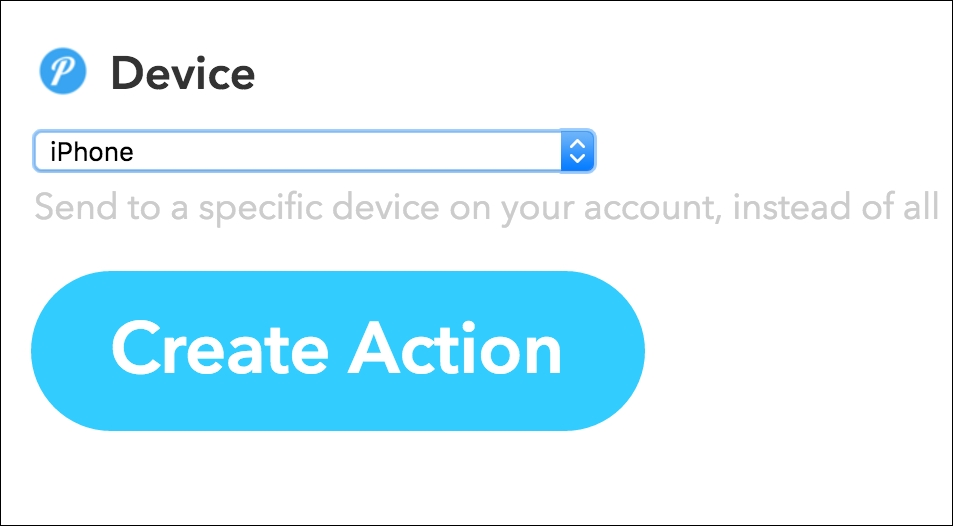 Device
iPhone
Send to a specific device on your account, instead of all
Create Action